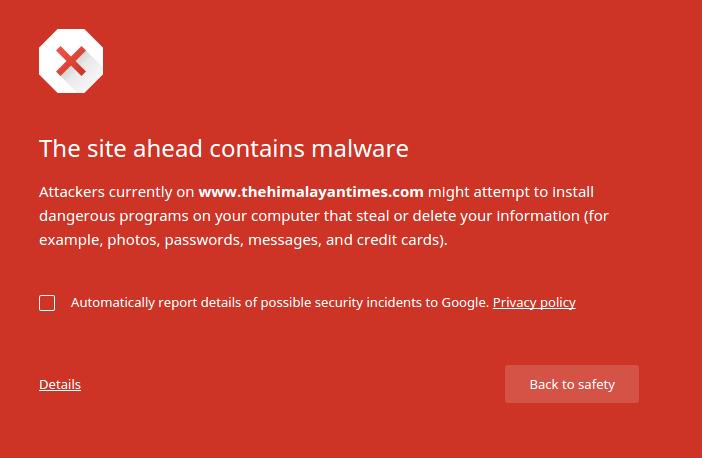 The site ahead contains malware
Attackers currently on www.thehimalayantimes.com might attempt to install
dangerous programs on your computer that steal or delete your information (for
example, photos, passwords, messages, and credit cards).
Automatically report details of possible security incidents to Google. Privacy policy
Details
Back to safety